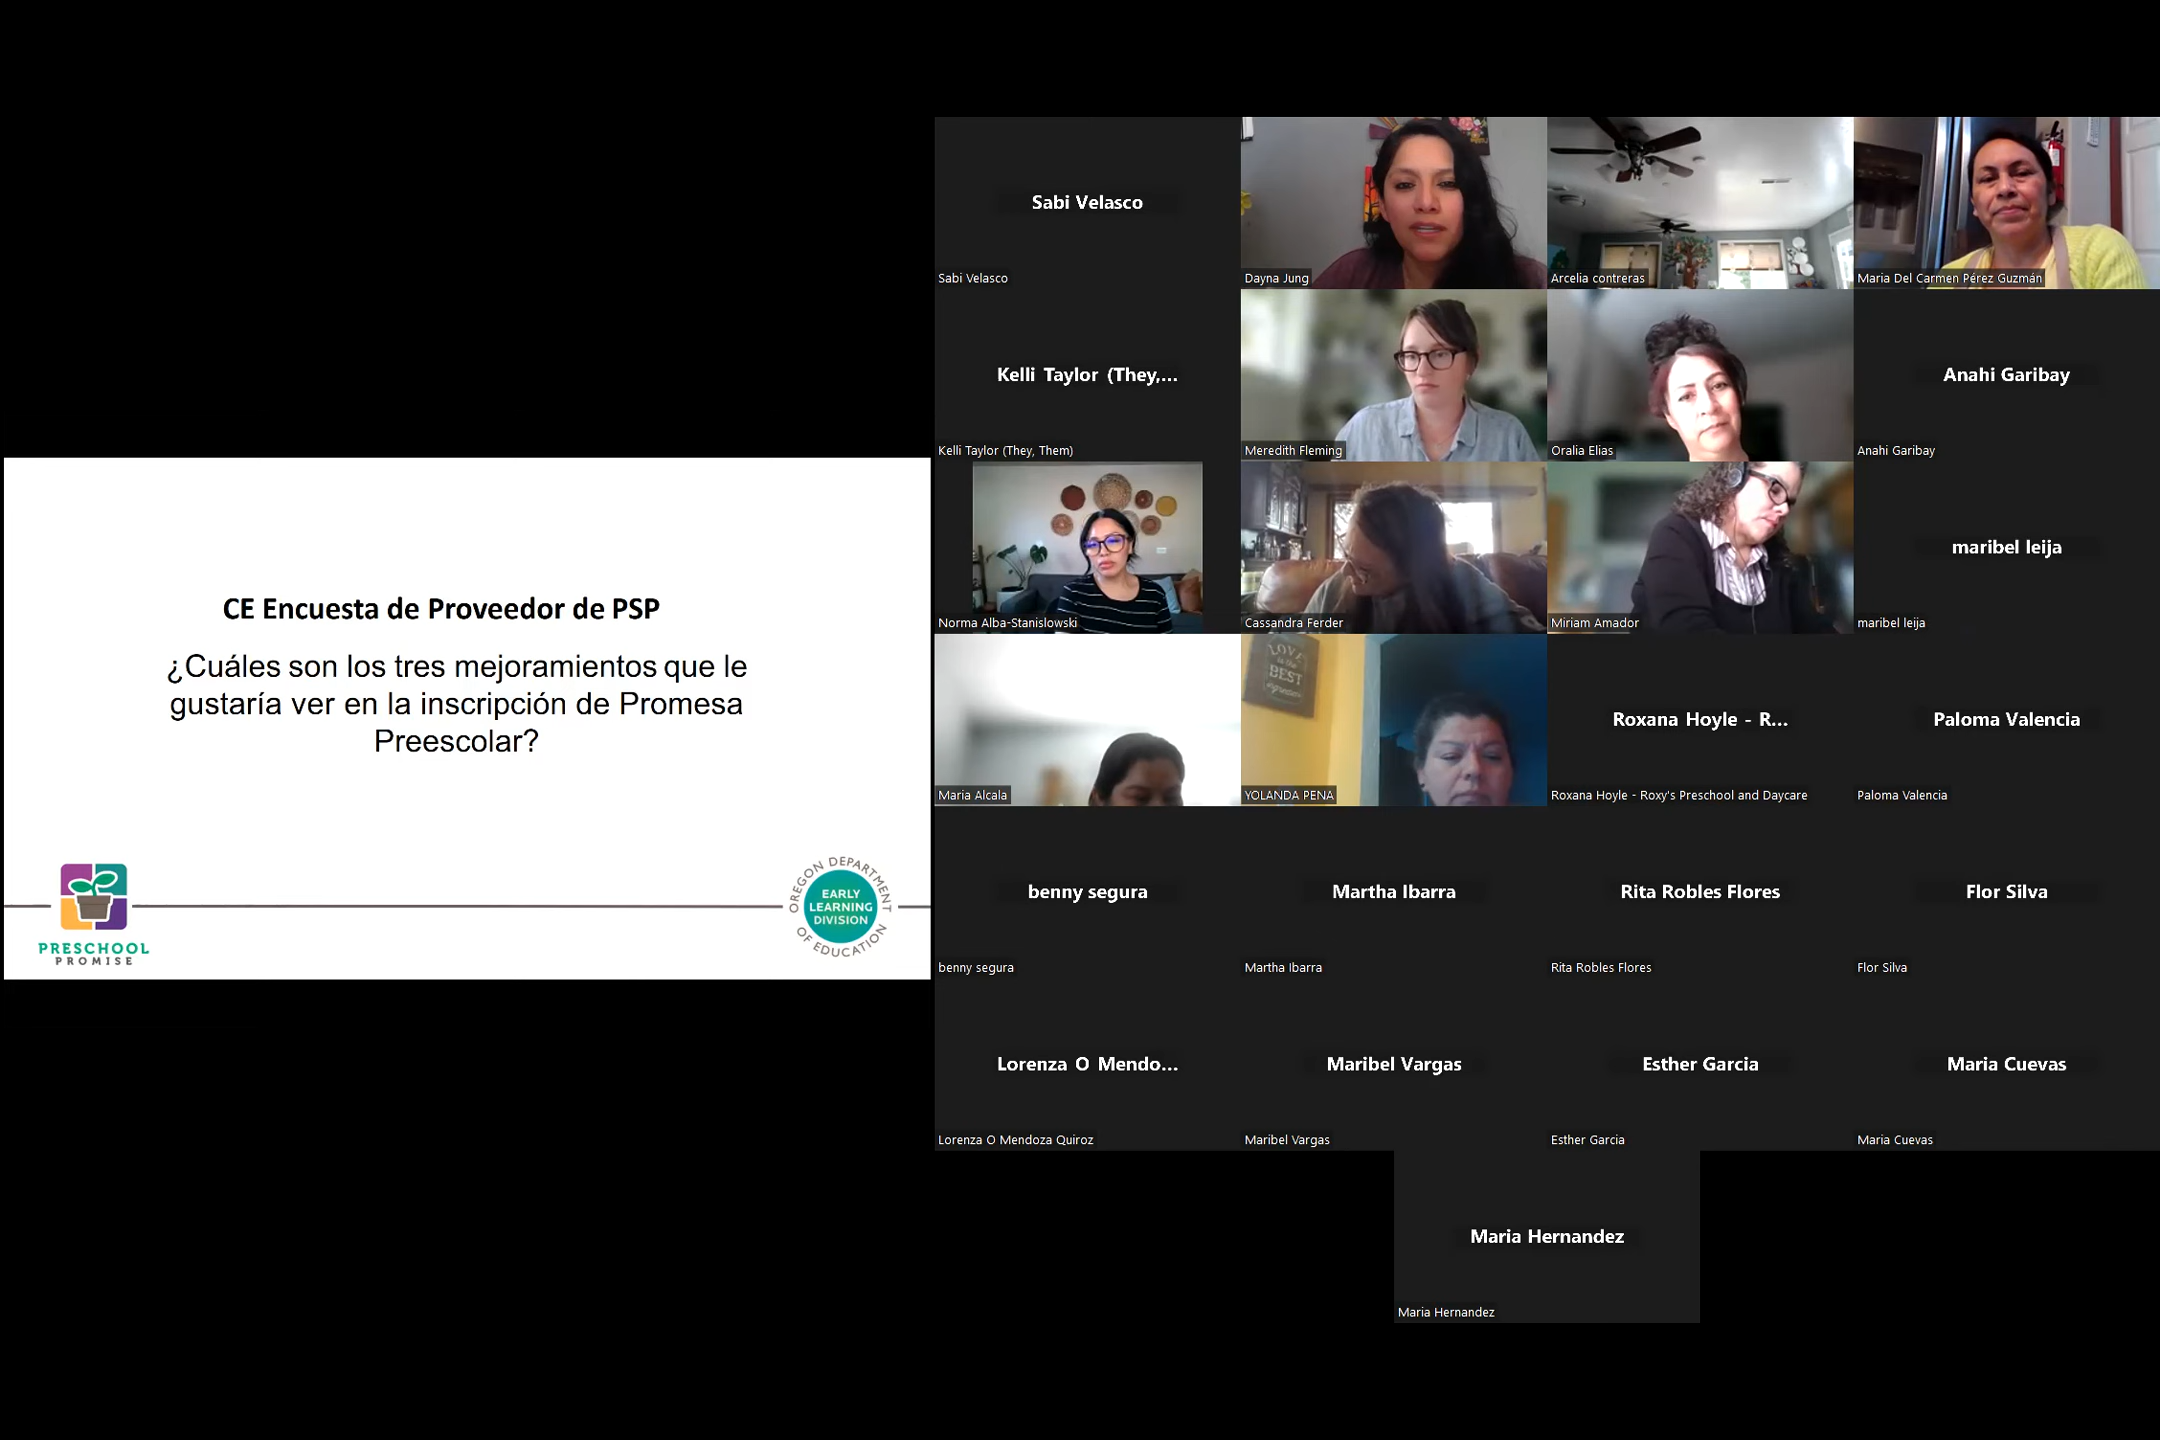 CE Encuesta de Proveedor de PSP
¿Cuáles son los tres mejoramientos que le
gustaría ver en la inscripción de Promesa
Preescolar?
PRESCHOOL
PROMISE
OREGON DEPARTMENT
OF EDUCATION
EARLY
LEARNING
DIVISION
Sabi Velasco
Sabi Velasco
Dayna Jung
Arcelia contreras
Maria Del Carmen Pérez Guzmán
Kelli Taylor (They,...
Kelli Taylor (They, Them)
Meredith Fleming
Oralia Elias
Anahi Garibay
Anahi Garibay
Norma Alba-Stanislowski
Cassandra Ferder
Miriam Amador
maribel leija
maribel leija
Maria Alcala
LOVE
is the
BEST
ingredient
YOLANDA PENA
Roxana Hoyle - R...
Roxana Hoyle - Roxy's Preschool and Daycare
Paloma Valencia
Paloma Valencia
benny segura
benny segura
Martha Ibarra
Martha Ibarra
Rita Robles Flores
Rita Robles Flores
Flor Silva
Flor Silva
Lorenza O Mendo...
Lorenza O Mendoza Quiroz
Maribel Vargas
Maribel Vargas
Esther Garcia
Esther Garcia
Maria Cuevas
Maria Cuevas
Maria Hernandez
Maria Hernandez